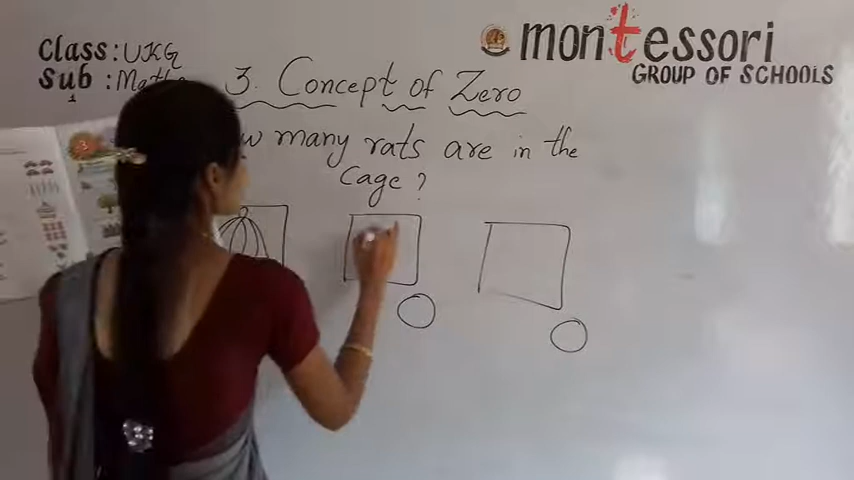 Class: UKG
Sub : Maths
montessori
GROUP OF SCHOOLS
3. Concept of Zero
many rats are in the
Cage ?